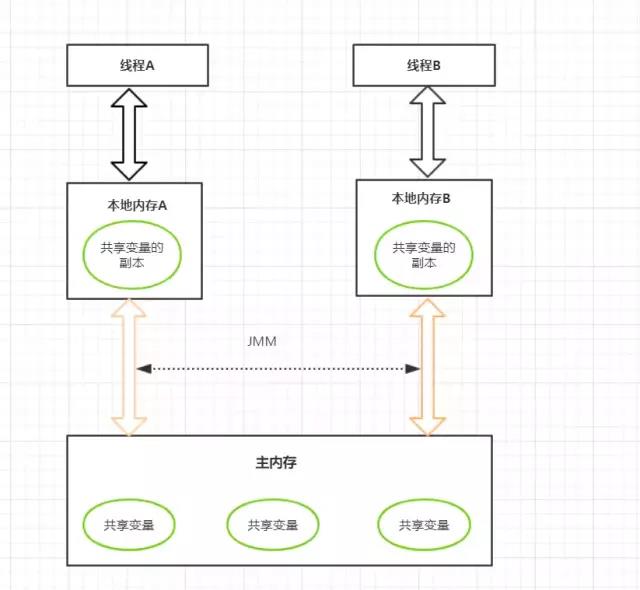 线程A
线程B
本地内存A
本地内存B
共享变量的
副本
共享变量的
副本
JMM
主内存
共享变量
共享变量
共享变量